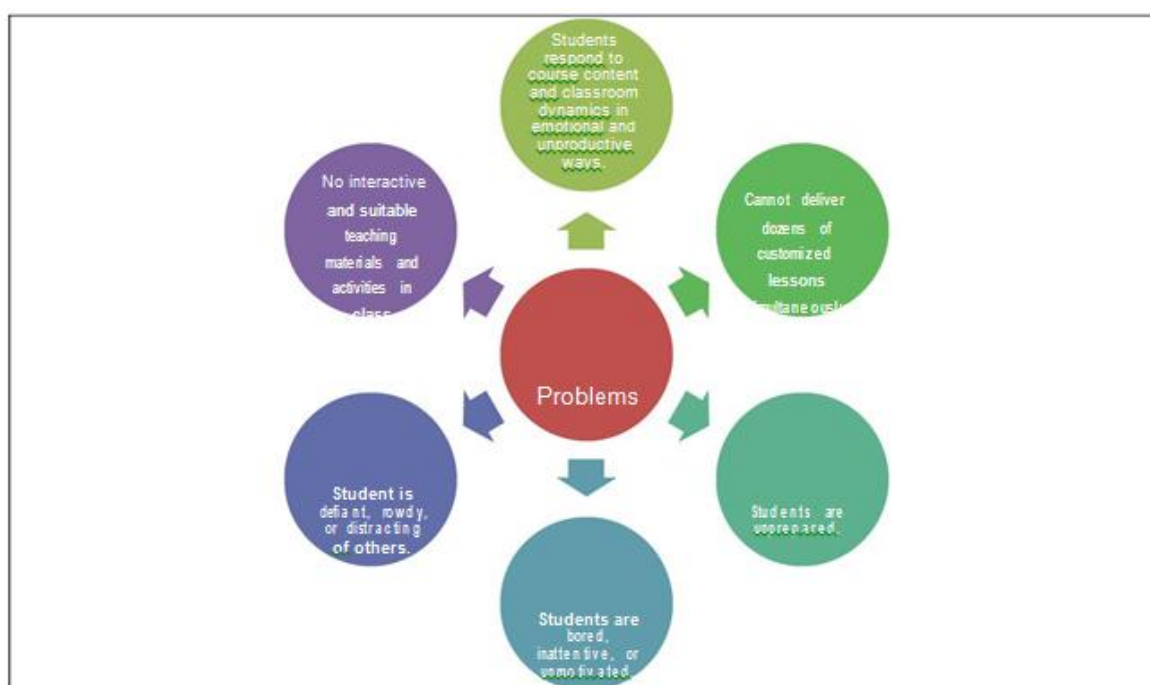 Students
respond to
course content
and classroom
dynamics in
emotional and
unproductive
ways.
Cannot deliver
dozens of
customized
lessons
simultaneously
Students are
unprepared.
Students are
bored,
inattentive, or
unmotivated.
Student is
defiant, rowdy,
or distracting
of others.
No interactive
and suitable
teaching
materials and
activities in
class
Problems